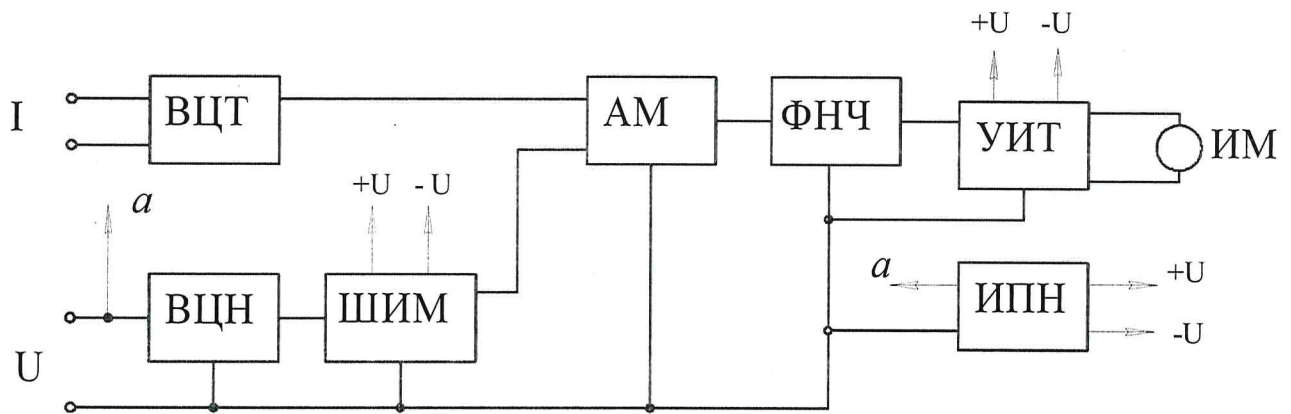 +U -U
I ВЦТ АМ ФНЧ УИТ ИМ
a +U - U
a ИПН +U
ВЦН ШИМ
-U
U